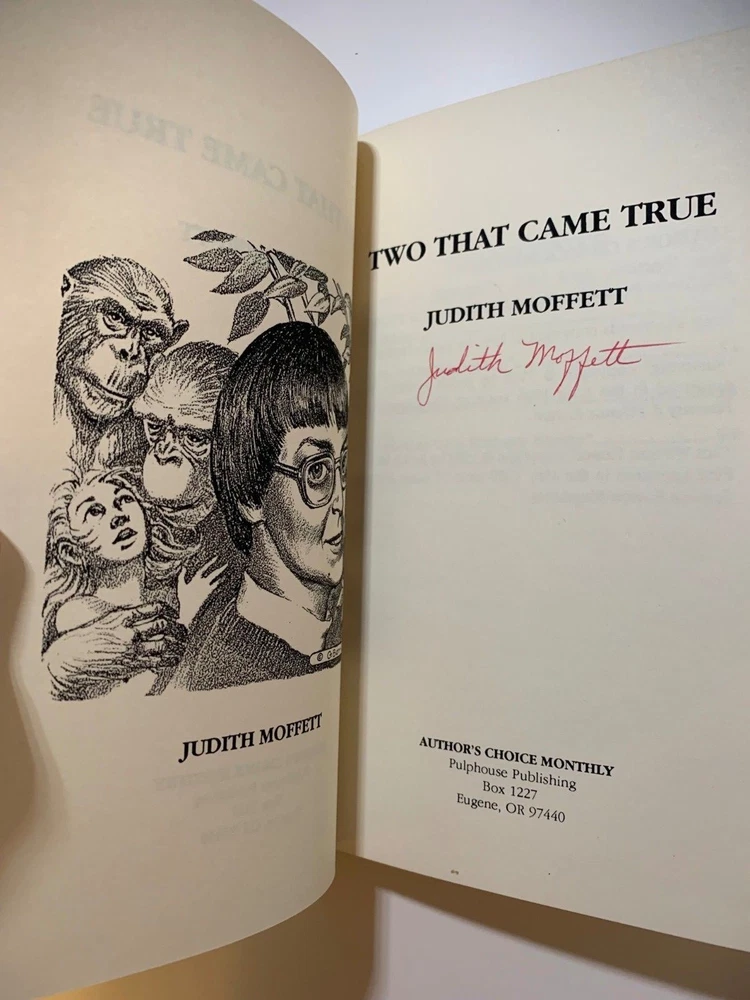 JUDITH MOFFETT
TWO THAT CAME TRUE
JUDITH MOFFETT
Judith Moffett
AUTHOR'S CHOICE MONTHLY
Pulphouse Publishing
Box 1227
Eugene, OR 97440